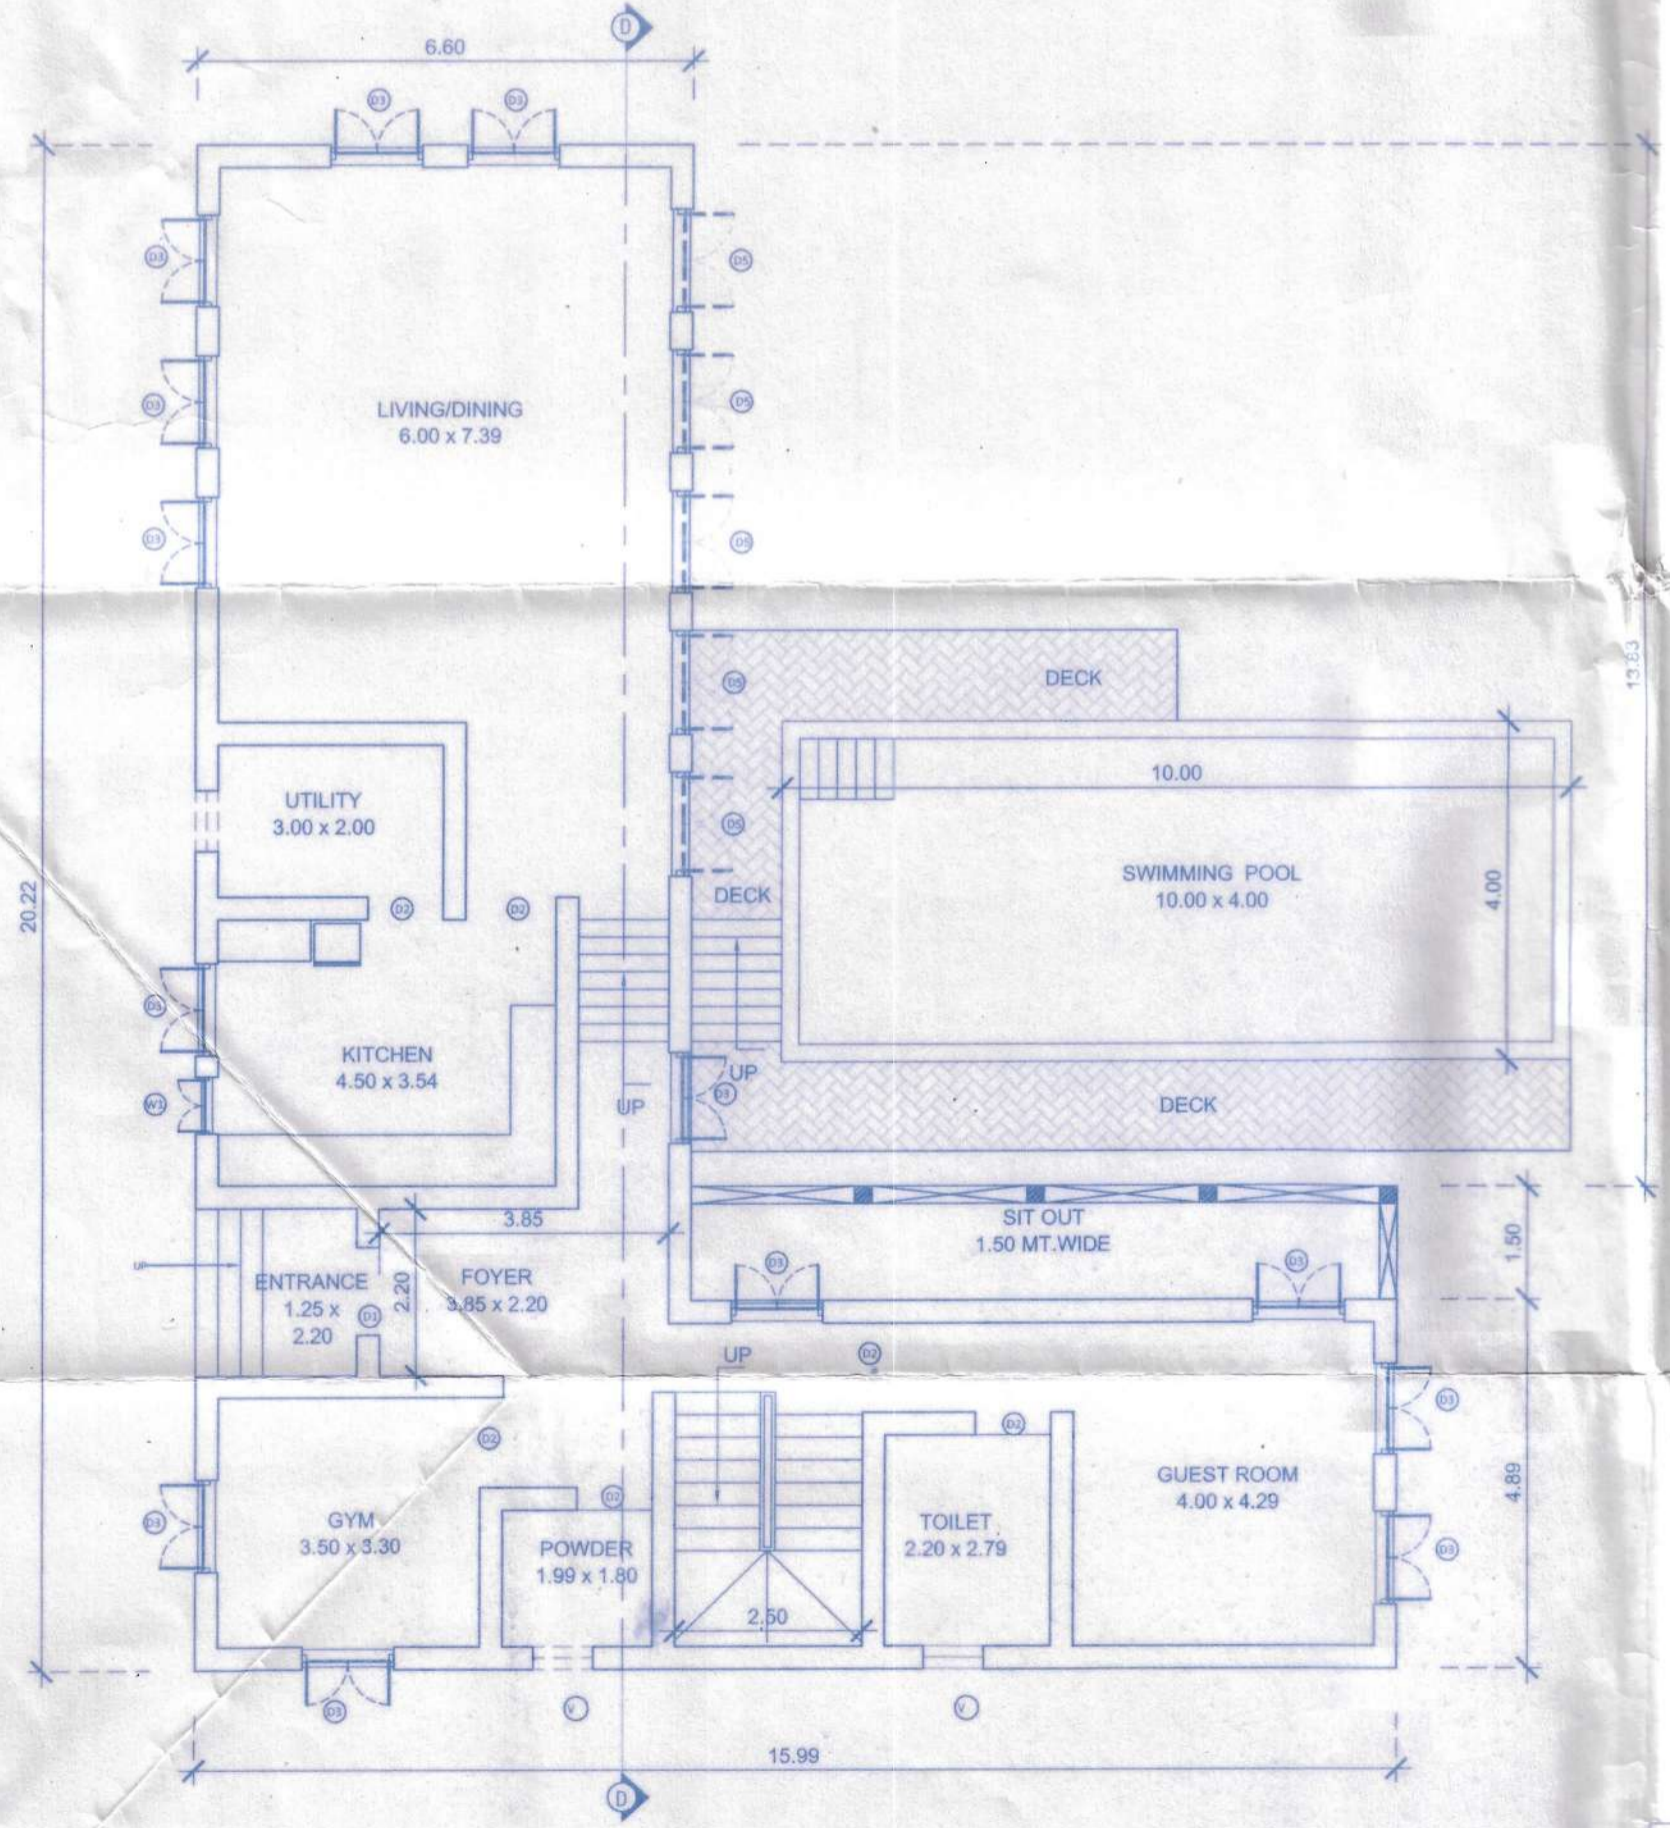 D
6.60
D3 D3
D3 D5
LIVING/DINING
6.00 x 7.39
D3 D5
D3 D5
13.83
DECK
D5
10.00
UTILITY
3.00 x 2.00
D5
SWIMMING POOL
10.00 x 4.00
4.00
20.22
DECK
D2 D2
D3
KITCHEN
4.50 x 3.54
UP
D3
W1
UP
DECK
3.85
SIT OUT
1.50 MT.WIDE
1.50
UP
ENTRANCE
1.25 x
2.20
D1
2.20
FOYER
3.85 x 2.20
D3 D3
UP
D2
D3
D2
D2
GUEST ROOM
4.00 x 4.29
4.89
D3
GYM
3.50 x 3.30
D2
POWDER
1.99 x 1.80
TOILET
2.20 x 2.79
D3
2.50
D3
V V
15.99
D